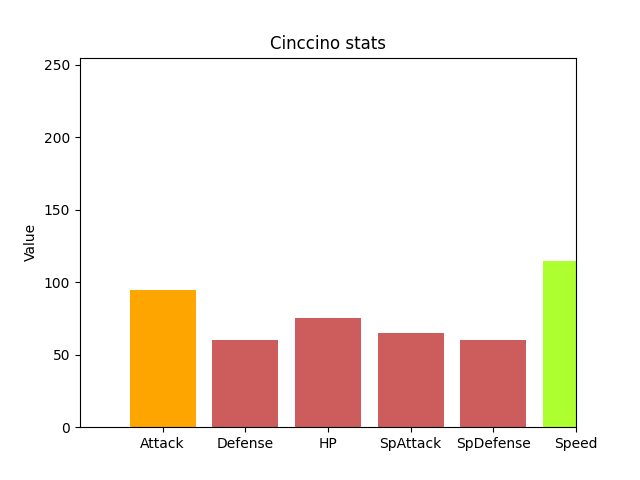 Cinccino stats
Value
250
200
150
100
50
0
Attack
Defense
HP
SpAttack
SpDefense
Speed